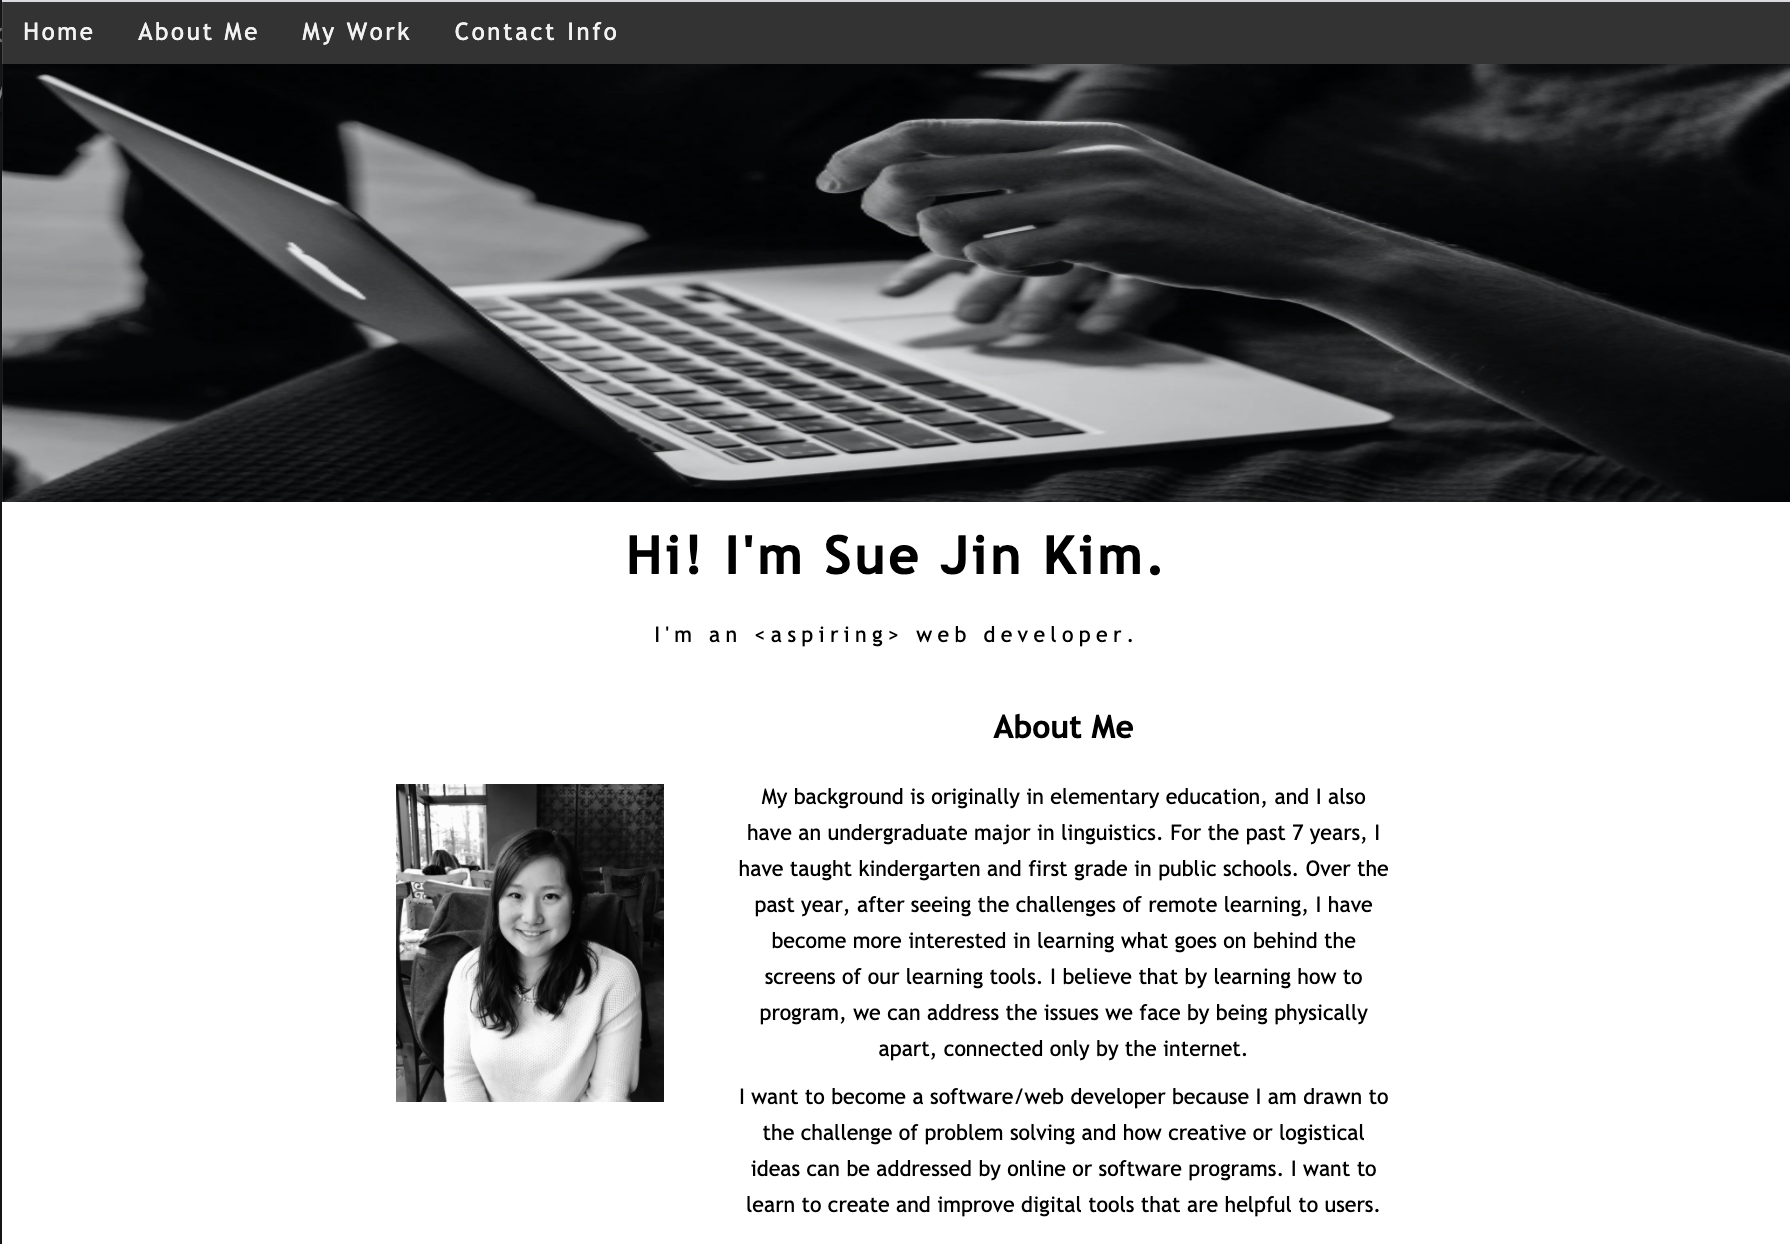 Home About Me My Work Contact Info
Hi! I'm Sue Jin Kim.
I'm an <aspiring> web developer.
About Me
My background is originally in elementary education, and I also
have an undergraduate major in linguistics. For the past 7 years, I
have taught kindergarten and first grade in public schools. Over the
past year, after seeing the challenges of remote learning, I have
become more interested in learning what goes on behind the
screens of our learning tools. I believe that by learning how to
program, we can address the issues we face by being physically
apart, connected only by the internet.
I want to become a software/web developer because I am drawn to
the challenge of problem solving and how creative or logistical
ideas can be addressed by online or software programs. I want to
learn to create and improve digital tools that are helpful to users.